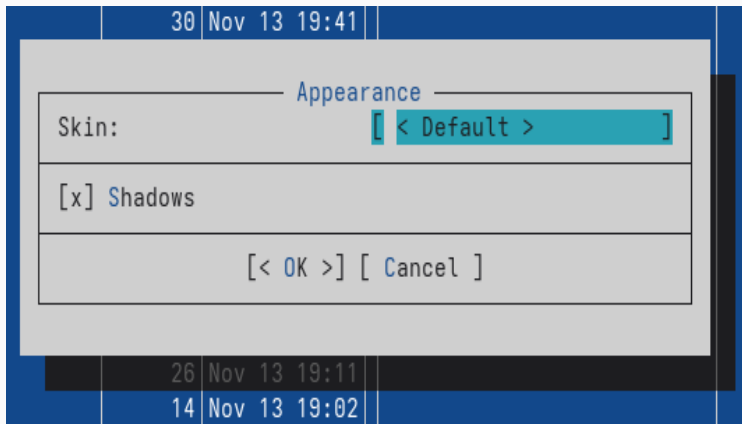 30 Nov 13 19:41
Appearance
Skin: [ < Default > ]
[x] Shadows
[< OK >] [ Cancel ]
26 Nov 13 19:11
14 Nov 13 19:02